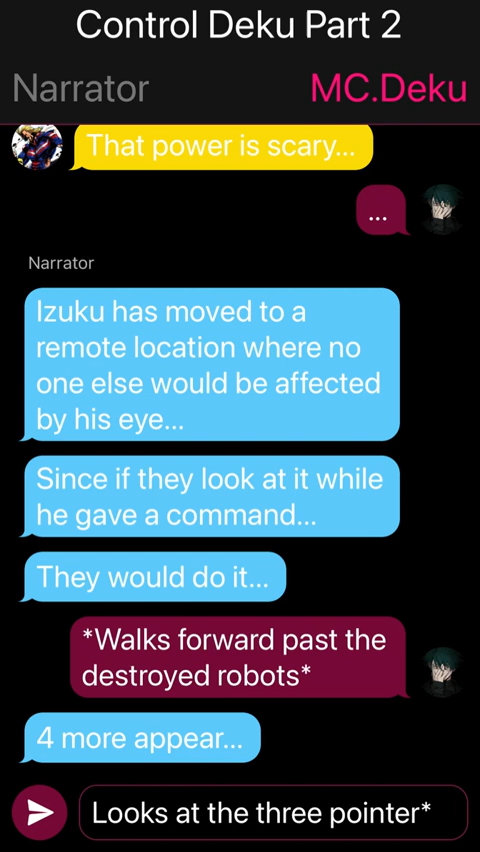 Control Deku Part 2
Narrator
MC.Deku
That power is scary...
...
Narrator
Izuku has moved to a
remote location where no
one else would be affected
by his eye...
Since if they look at it while
he gave a command...
They would do it...
*Walks forward past the
destroyed robots*
4 more appear...
Looks at the three pointer*